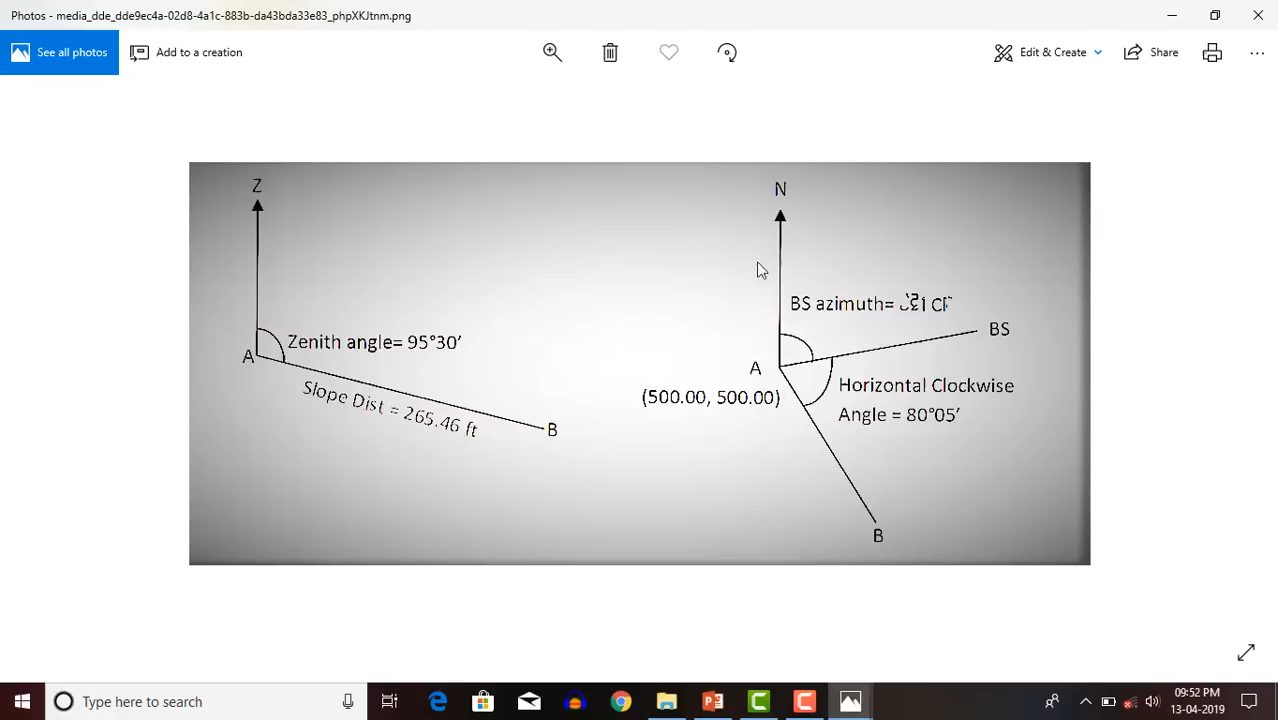 Photos - media_dde_dde9ec4a-02d8-4a1c-883b-da43bda33e83_phpXKJtnm.png
See all photos
Add to a creation
Edit & Create
Share
Z
N
BS azimuth=
BS
Zenith angle= 95°30′
A
A
Slope Dist = 265.46 ft
Horizontal Clockwise
(500.00, 500.00)
Angle = 80°05′
B
B
Type here to search
09:52 PM
13-04-2019